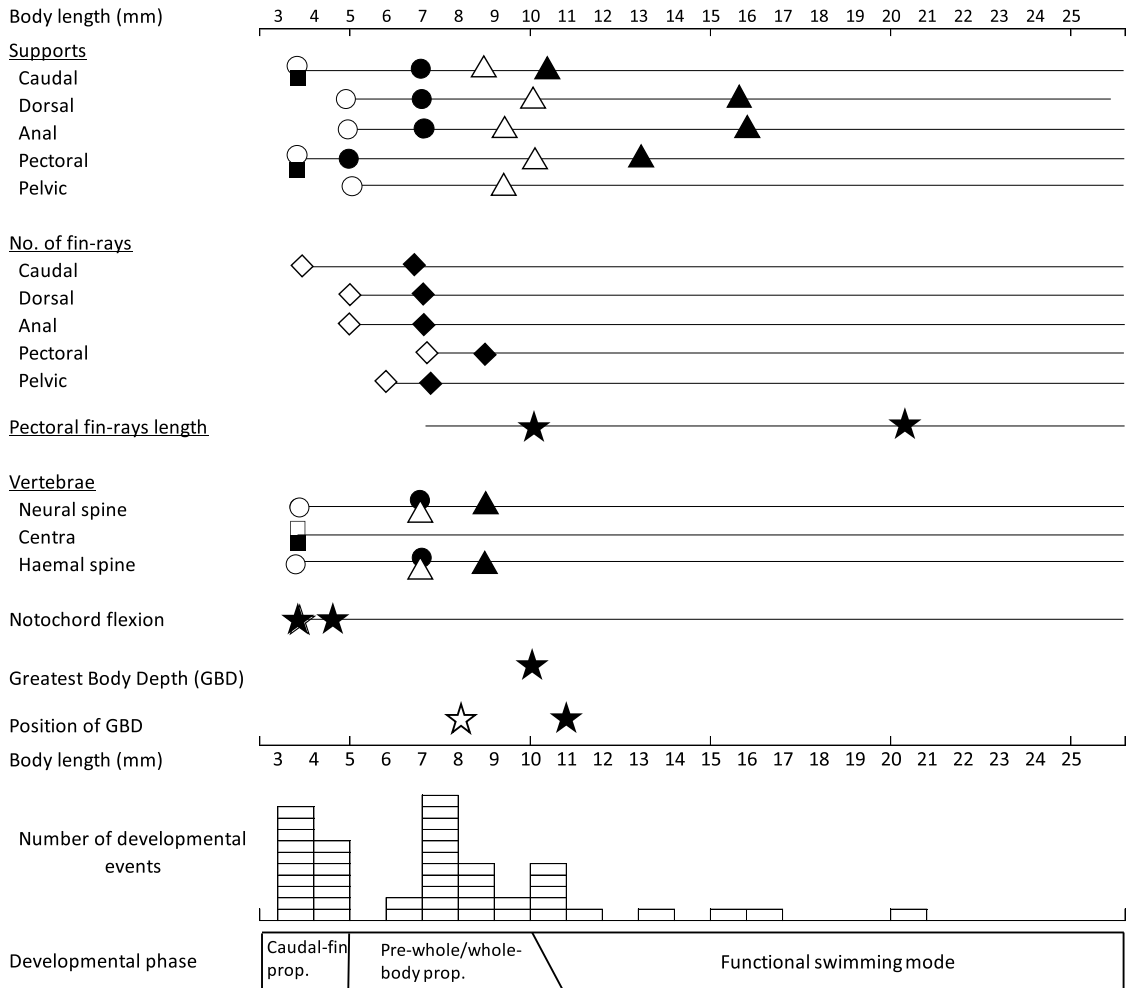 Body length (mm) 3 4 5 6 7 8 9 10 11 12 13 14 15 16 17 18 19 20 21 22 23 24 25
Supports
Caudal
Dorsal
Anal
Pectoral
Pelvic
No. of fin-rays
Caudal
Dorsal
Anal
Pectoral
Pelvic
Pectoral fin-rays length
Vertebrae
Neural spine
Centra
Haemal spine
Notochord flexion
Greatest Body Depth (GBD)
Position of GBD
Body length (mm) 3 4 5 6 7 8 9 10 11 12 13 14 15 16 17 18 19 20 21 22 23 24 25
Number of developmental
events
Developmental phase
Caudal-fin
prop.
Pre-whole/whole-
body prop.
Functional swimming mode